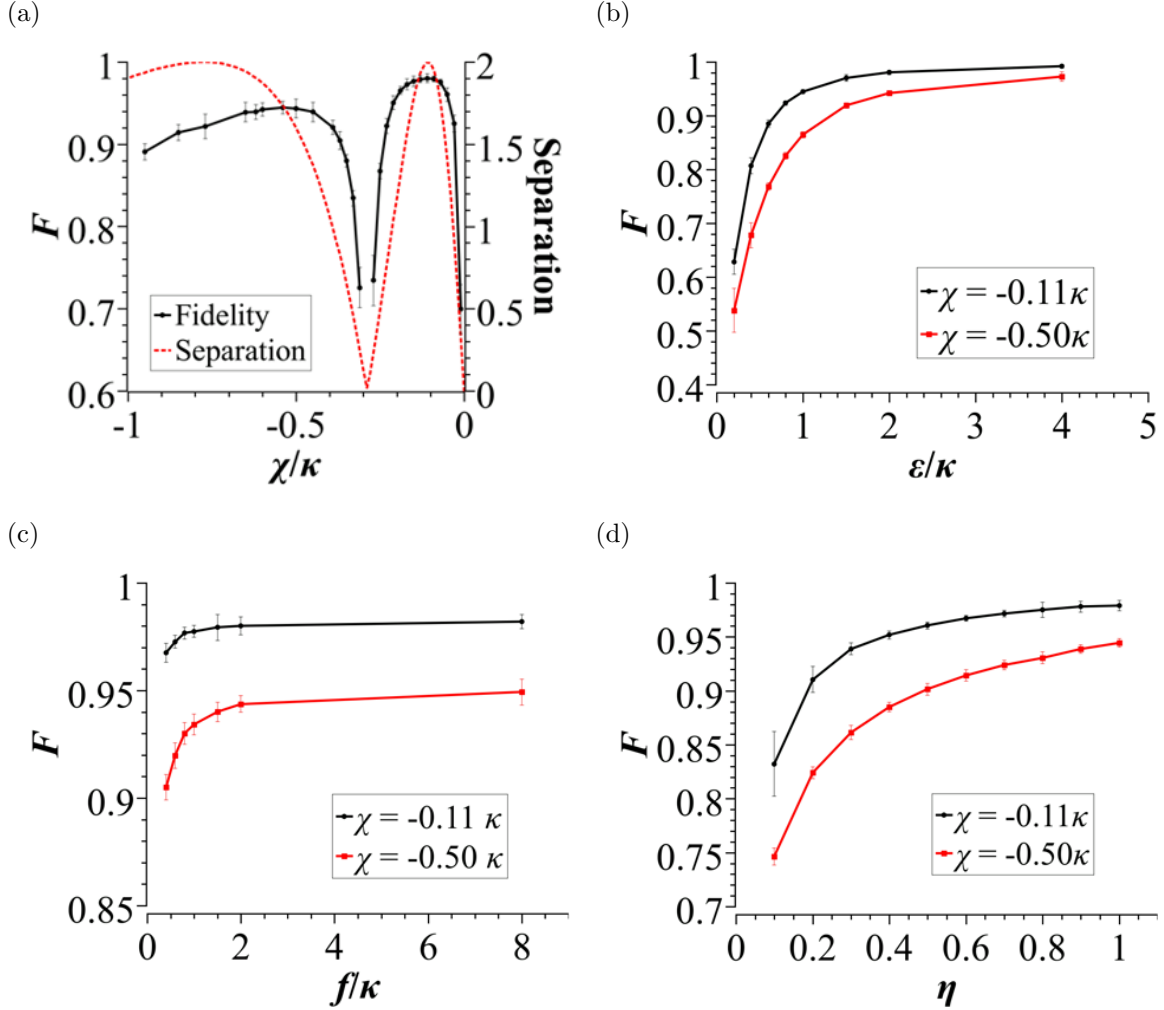 (a)
1
0.9
0.8
0.7
0.6
F
2
1.5
1
0.5
0
Separation
Fidelity
Separation
-1
-0.5
0
χ/κ
(b)
1
0.9
0.8
0.7
0.6
0.5
0.4
F
χ = -0.11κ
χ = -0.50κ
0
1
2
3
4
5
ε/κ
(c)
1
0.95
0.9
0.85
F
χ = -0.11 κ
χ = -0.50 κ
0
2
4
6
8
f/κ
(d)
1
0.95
0.9
0.85
0.8
0.75
0.7
F
χ = -0.11κ
χ = -0.50κ
0
0.2
0.4
0.6
0.8
1
η